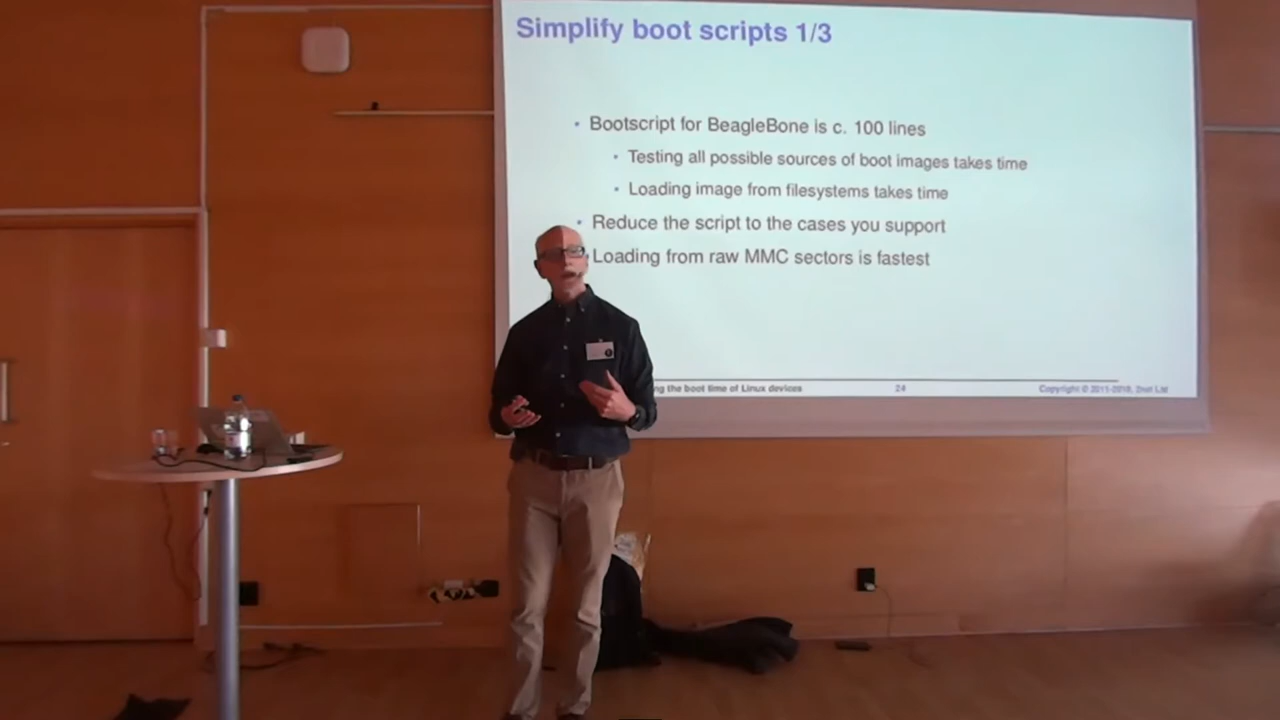 Simplify boot scripts 1/3
• Bootscript for BeagleBone is c. 100 lines
• Testing all possible sources of boot images takes time
• Loading image from filesystems takes time
• Reduce the script to the cases you support
Loading from raw MMC sectors is fastest
the boot time of Linux devices 24 Copyright © 2011-2018, 2net Ltd